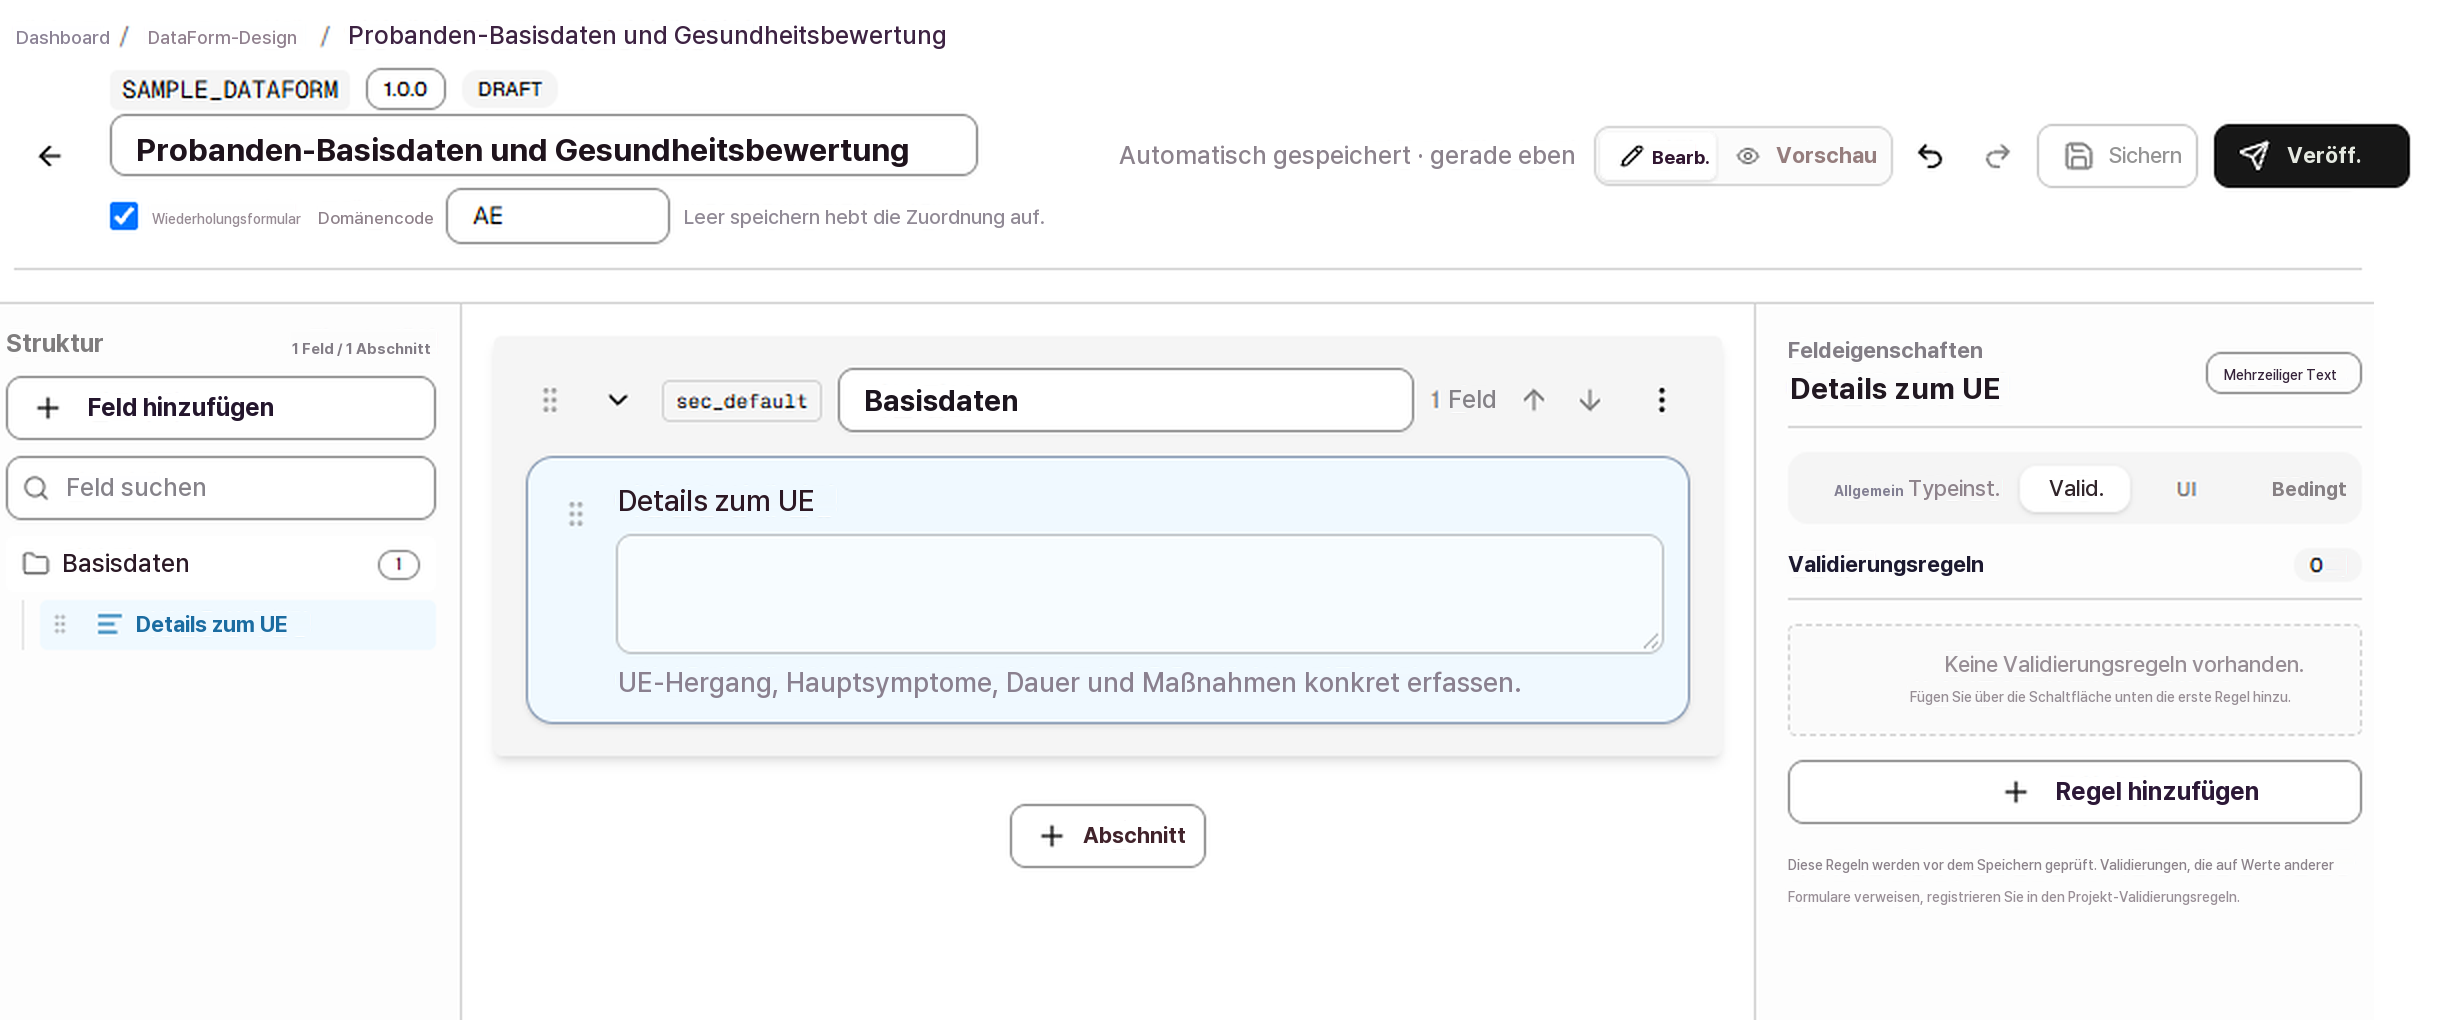 Dashboard / DataForm-Design / Probanden-Basisdaten und Gesundheitsbewertung
SAMPLE_DATAFORM 1.0.0 DRAFT
Probanden-Basisdaten und Gesundheitsbewertung
Automatisch gespeichert · gerade eben Bearb. Vorschau Sichern Veröff.
Wiederholungsformular Domänencode AE Leer speichern hebt die Zuordnung auf.
Struktur 1 Feld / 1 Abschnitt
Feld hinzufügen
Feld suchen
Basisdaten 1
Details zum UE
sec_default Basisdaten 1 Feld
Details zum UE
UE-Hergang, Hauptsymptome, Dauer und Maßnahmen konkret erfassen.
Abschnitt
Feldeigenschaften
Details zum UE Mehrzeiliger Text
Allgemein Typeinst. Valid. UI Bedingt
Validierungsregeln 0
Keine Validierungsregeln vorhanden.
Fügen Sie über die Schaltfläche unten die erste Regel hinzu.
Regel hinzufügen
Diese Regeln werden vor dem Speichern geprüft. Validierungen, die auf Werte anderer
Formulare verweisen, registrieren Sie in den Projekt-Validierungsregeln.